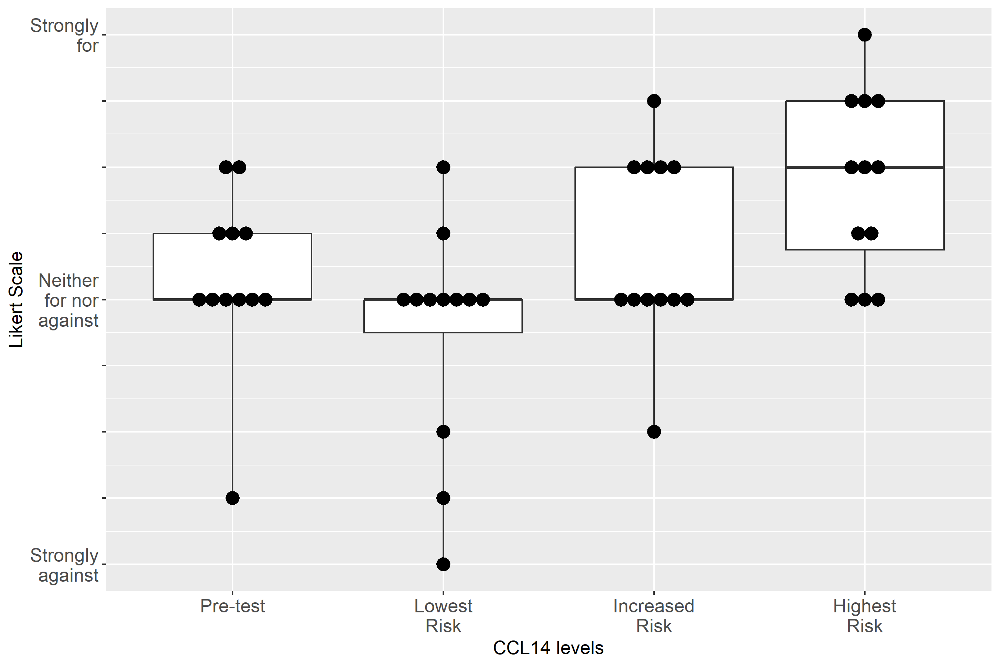 Strongly
for
Neither
for nor
against
Strongly
against
Likert Scale
Pre-test
Lowest
Risk
Increased
Risk
Highest
Risk
CCL14 levels